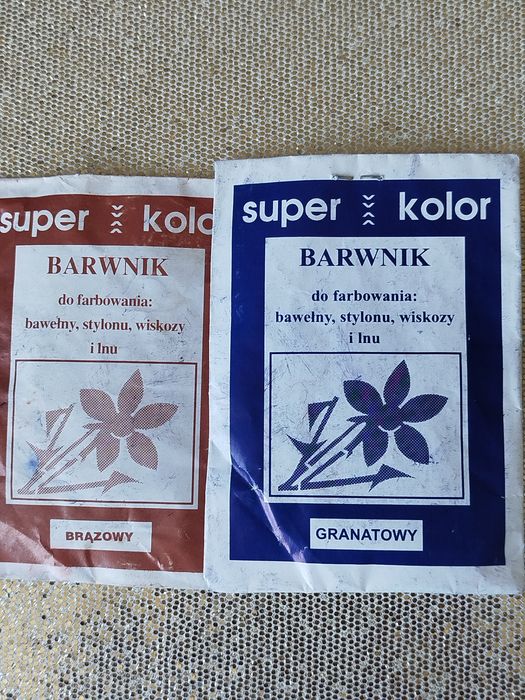 super kolor
BARWNIK
do farbowania:
bawełny, stylonu, wiskozy
i lnu
BRĄZOWY
super kolor
BARWNIK
do farbowania:
bawełny, stylonu, wiskozy
i lnu
GRANATOWY